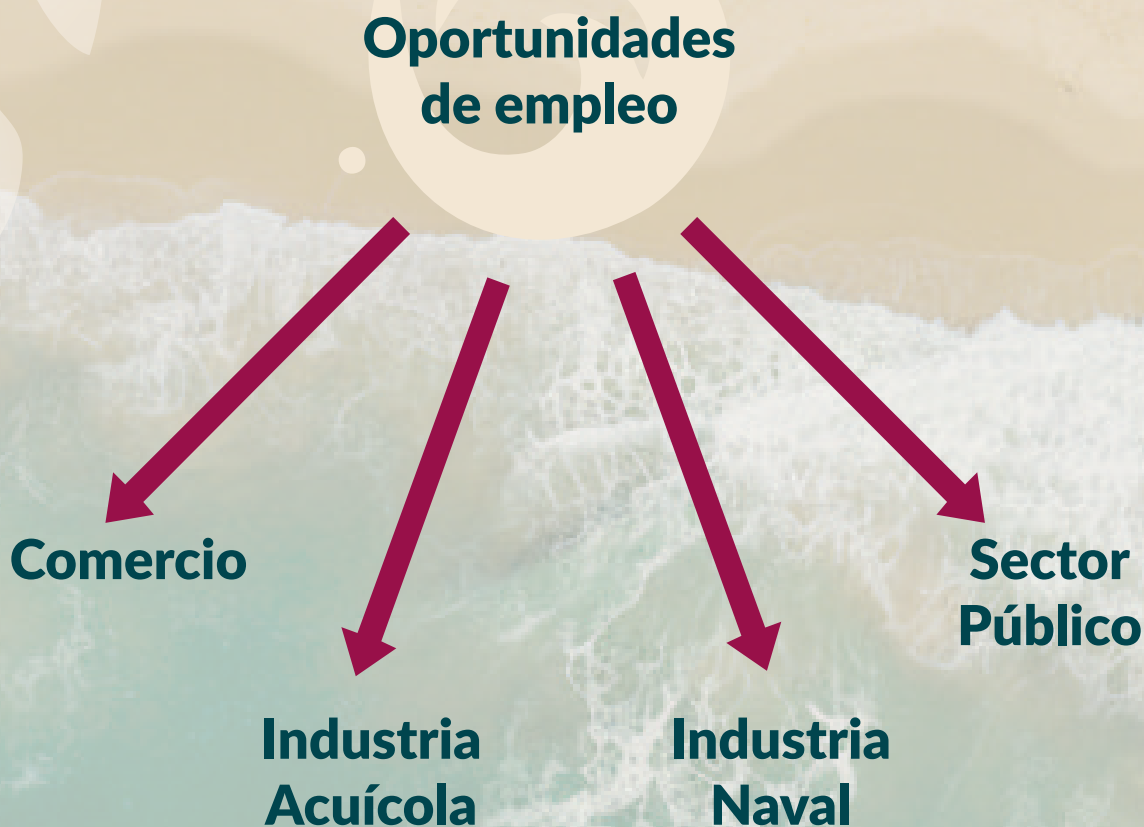 Oportunidades
de empleo
Comercio
Sector
Público
Industria
Acuícola
Industria
Naval